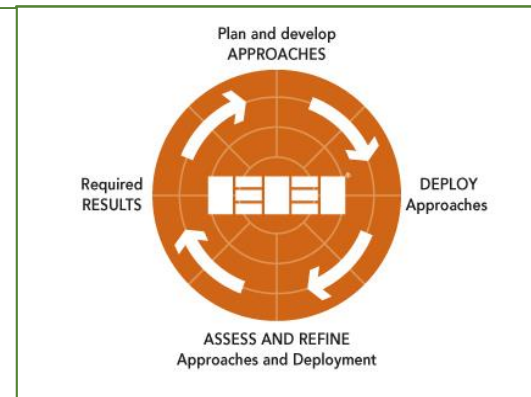 Plan and develop
APPROACHES
Required
RESULTS
®
DEPLOY
Approaches
ASSESS AND REFINE
Approaches and Deployment